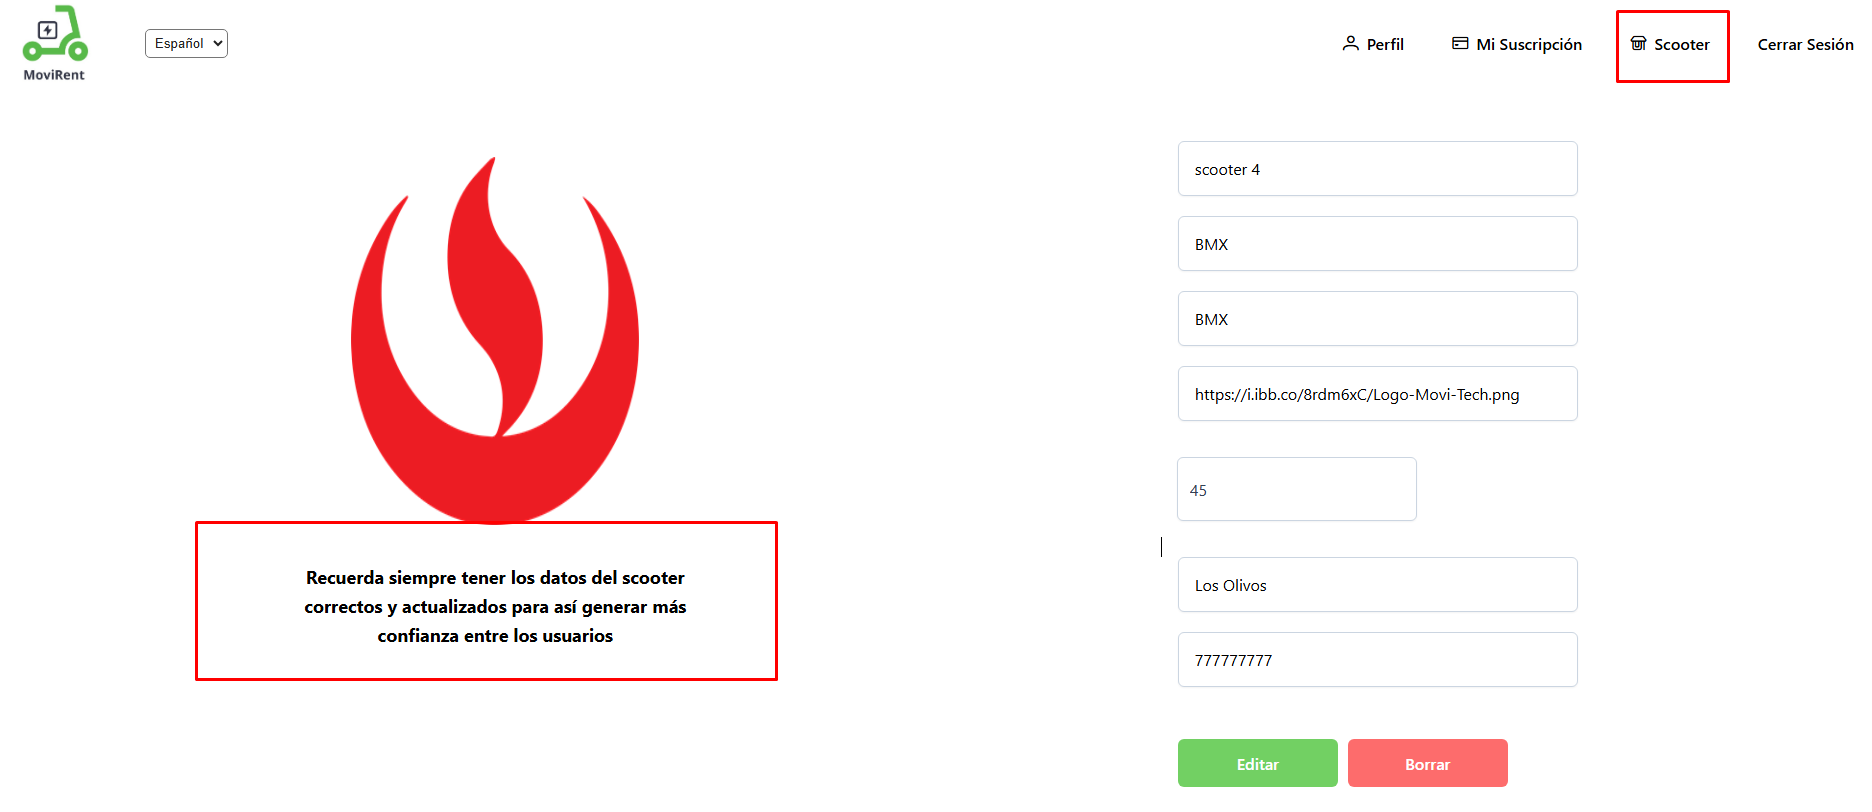 MoviRent
Español
Perfil
Mi Suscripción
Scooter
Cerrar Sesión
Recuerda siempre tener los datos del scooter
correctos y actualizados para así generar más
confianza entre los usuarios
scooter 4
BMX
BMX
https://i.ibb.co/8rdm6xC/Logo-Movi-Tech.png
45
Los Olivos
777777777
Editar
Borrar